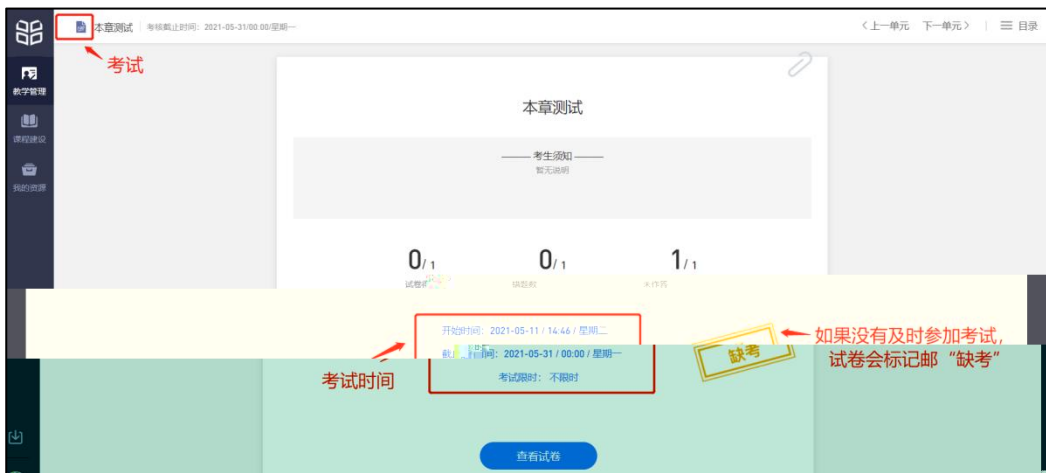 本章测试 考核截止时间: 2021-05-31/00:00/星期一
上一单元 下一单元 目录
考试
教学管理
课程建设
我的资源
本章测试
考生须知
暂无说明
0/ 1 0/ 1 1/ 1
未作答
开始时间: 2021-05-11 / 14:46 / 星期二
间: 2021-05-31 / 00:00 / 星期一
考试限时: 不限时
考试时间
缺考
如果没有及时参加考试,
试卷会标记邮“缺考”
查看试卷